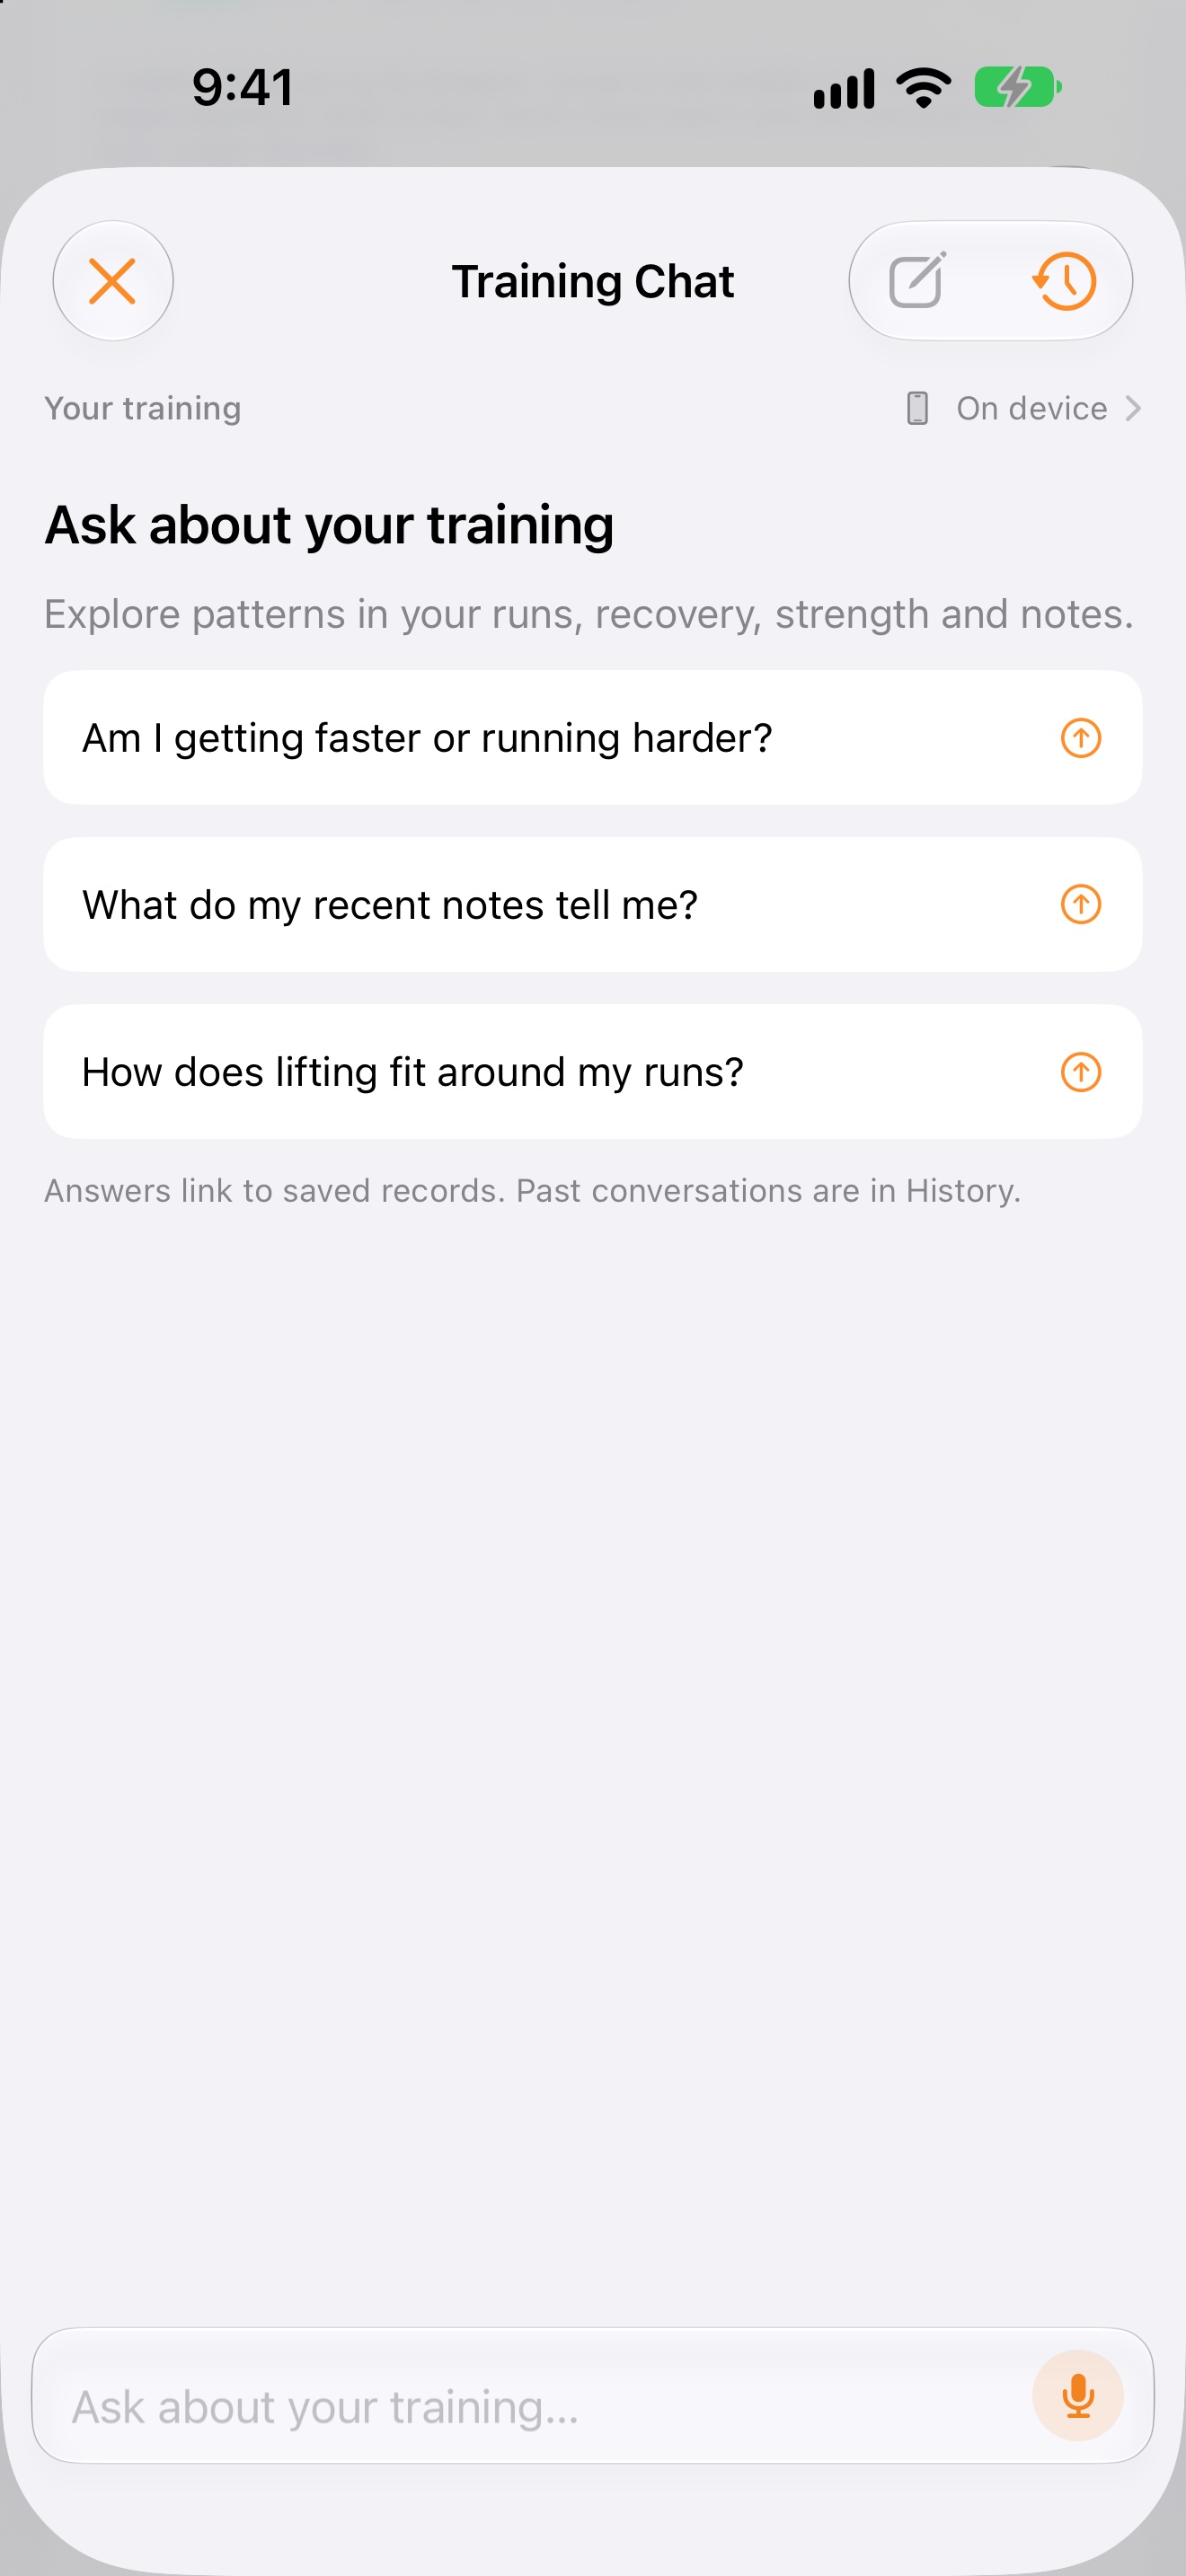 9:41
Training Chat
Your training
On device
Ask about your training
Explore patterns in your runs, recovery, strength and notes.
Am I getting faster or running harder?
What do my recent notes tell me?
How does lifting fit around my runs?
Answers link to saved records. Past conversations are in History.
Ask about your training...